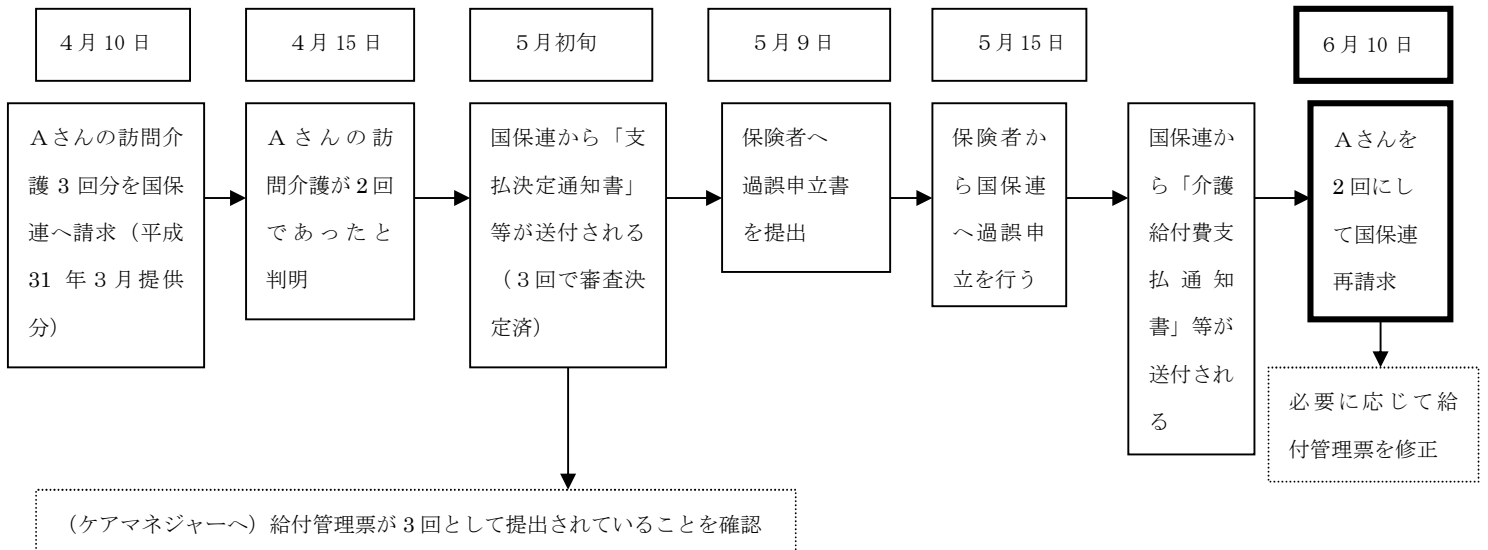 4月10日
4月15日
5月初旬
5月9日
5月15日
6月10日
Aさんの訪問介
護3回分を国保
連へ請求（平成
31年3月提供
分）
Aさんの訪
問介護が2回
であったと
判明
国保連から「支
払決定通知書」
等が送付される
（3回で審査決
定済）
保険者へ
過誤申立書
を提出
保険者か
ら国保連
へ過誤申
立を行う
国保連か
ら「介護
給付費支
払通知
書」等が
送付され
る
Aさんを
2回にし
て国保連
再請求
必要に応じて給
付管理票を修正
（ケアマネジャーへ）給付管理票が3回として提出されていることを確認